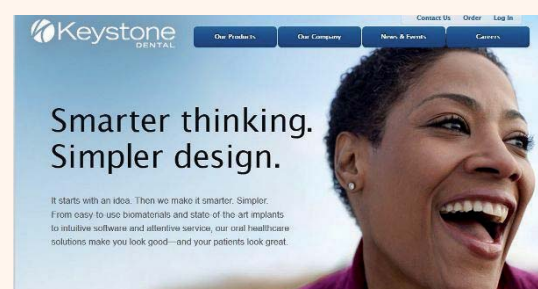 Contact Us Order Log In
Keystone
DENTAL
Our Products Our Company News & Events Careers
Smarter thinking.
Simpler design.
It starts with an idea. Then we make it smarter. Simpler.
From easy-to-use biomaterials and state-of-the-art implants
to intuitive software and attentive service, our oral healthcare
solutions make you look good—and your patients look great.